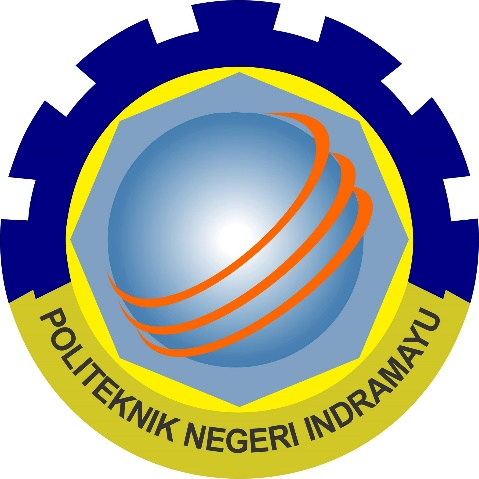 POLITEKNIK NEGERI INDRAMAYU